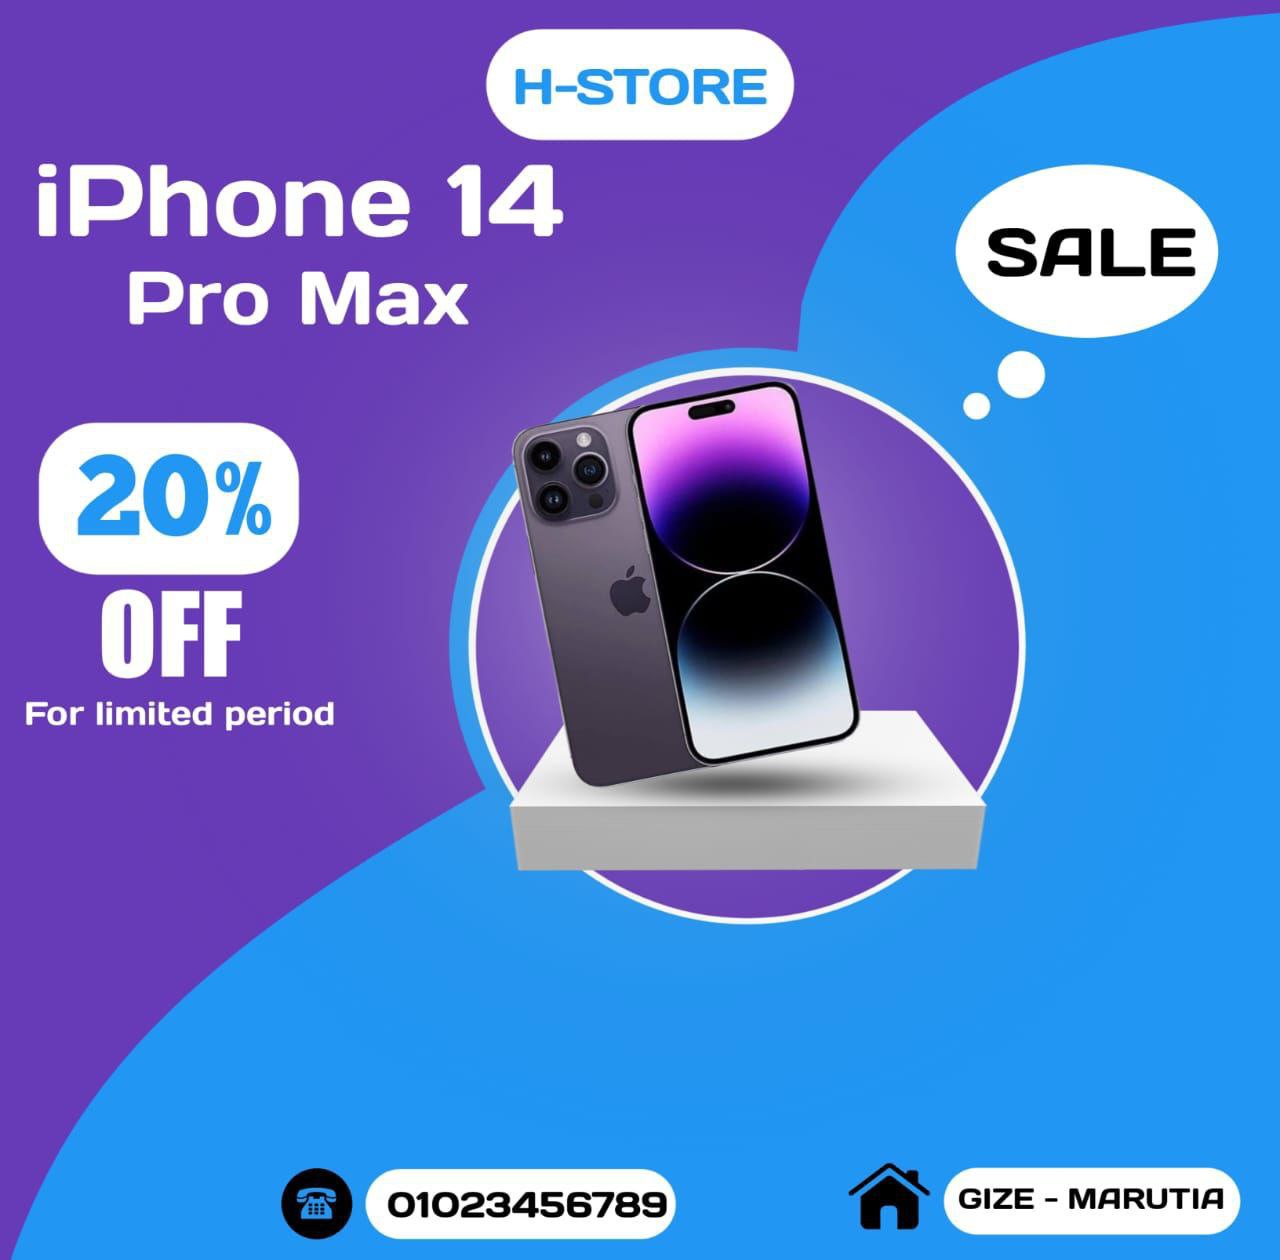 H-STORE
iPhone 14
Pro Max
SALE
20%
OFF
For limited period
01023456789
GIZE - MARUTIA